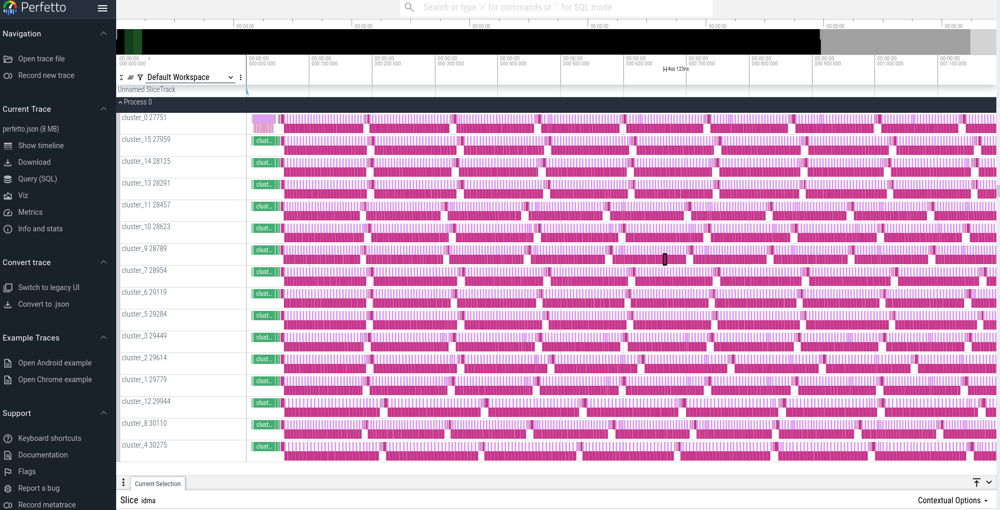 Perfetto
Search or type '>' for commands or ':' for SQL mode
00:00:00 00:00:00 00:00:00 00:00:00 00:00:00 00:00:00 00:00:00
Navigation
Open trace file
Record new trace
Current Trace
perfetto.json (8 MB)
Show timeline
Download
Query (SQL)
Viz
Metrics
Info and stats
Convert trace
Switch to legacy UI
Convert to .json
Example Traces
Open Android example
Open Chrome example
Support
Keyboard shortcuts
Documentation
Flags
Report a bug
Record metatrace
00:00:00 + 00:00:00 00:00:00 00:00:00 00:00:00 00:00:00 00:00:00 00:00:00 00:00:00 00:00:00 00:00:00 00:00:00 00:00:00
000 000 000 000 000 000 000 100 000 000 200 000 000 300 000 000 400 000 000 500 000 000 600 000 000 700 000 000 800 000 000 900 000 001 000 000 001 100 000
4us 123ns
Default Workspace
Unnamed SliceTrack
Process 0
cluster_0 27751
cluster_15 27959 clust...
cluster_14 28125 clust...
cluster_13 28291 clust...
cluster_11 28457 clust...
cluster_10 28623 clust...
cluster_9 28789 clust...
cluster_7 28954 clust...
cluster_6 29119 clust...
cluster_5 29284 clust...
cluster_3 29449 clust...
cluster_2 29614 clust...
cluster_1 29779 clust...
cluster_12 29944 clust...
cluster_8 30110 clust...
cluster_4 30275 clust...
Current Selection
Slice idma
Contextual Options